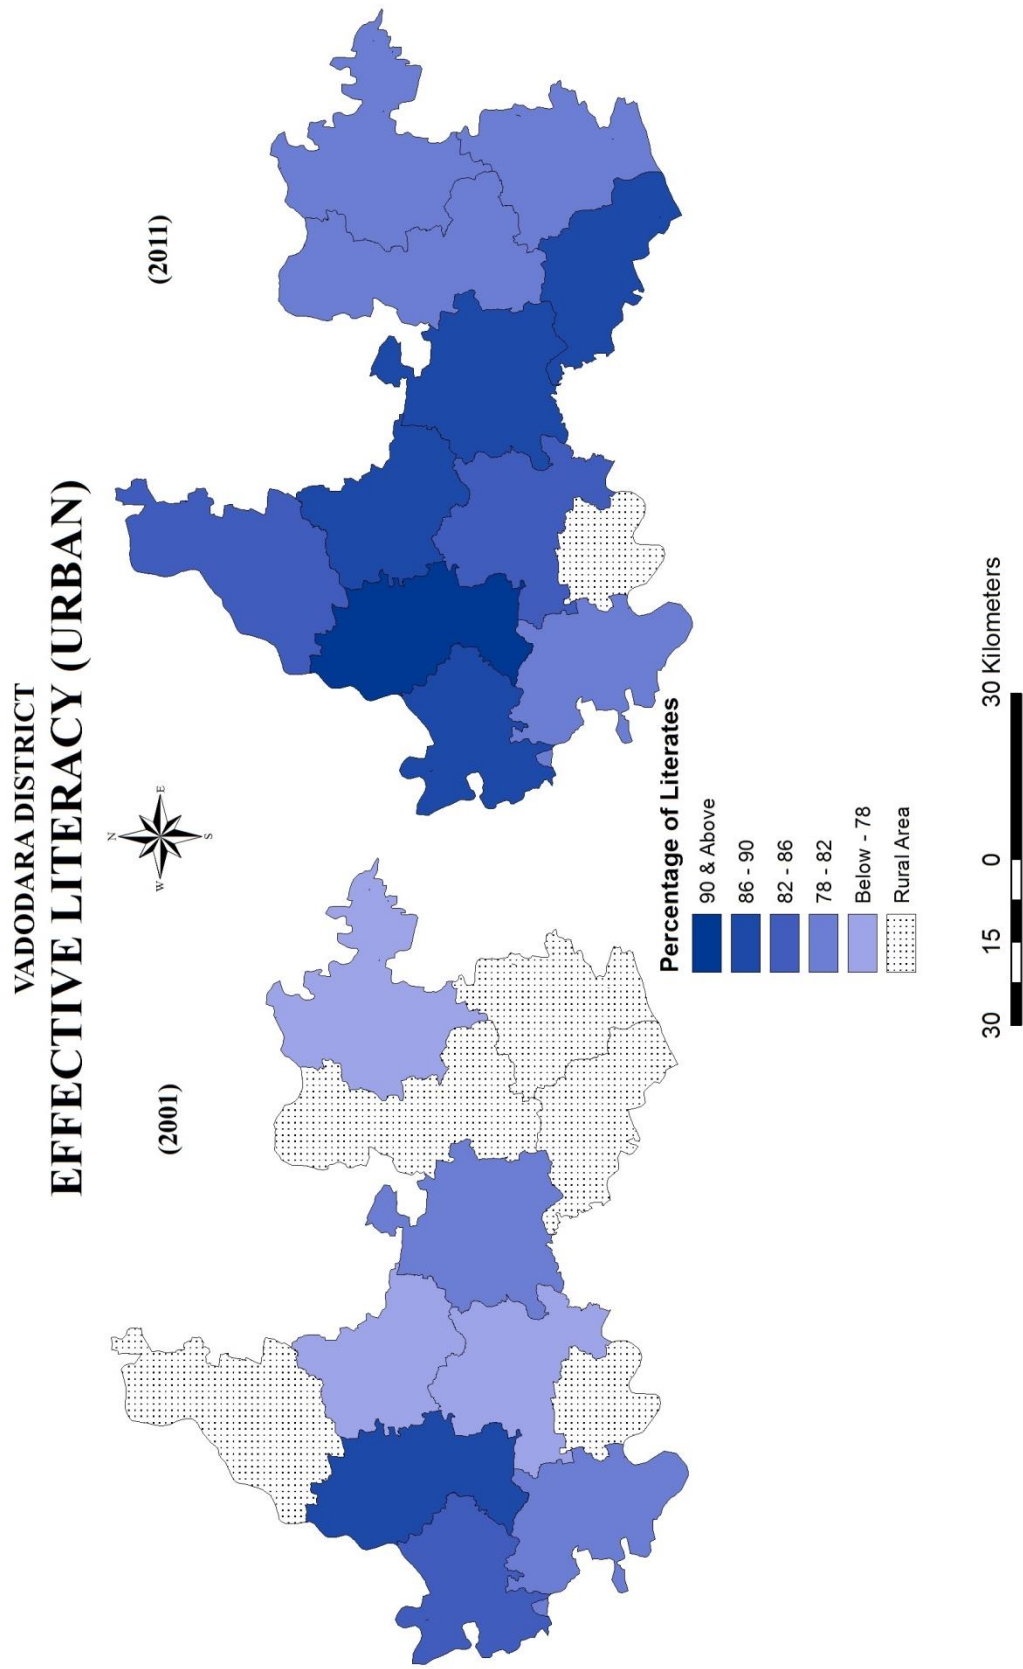 VADODARA DISTRICT
EFFECTIVE LITERACY (URBAN)
N
W
E
S
(2001)
(2011)
Percentage of Literates
90 & Above
86 - 90
82 - 86
78 - 82
Below - 78
Rural Area
30 15 0 30 Kilometers